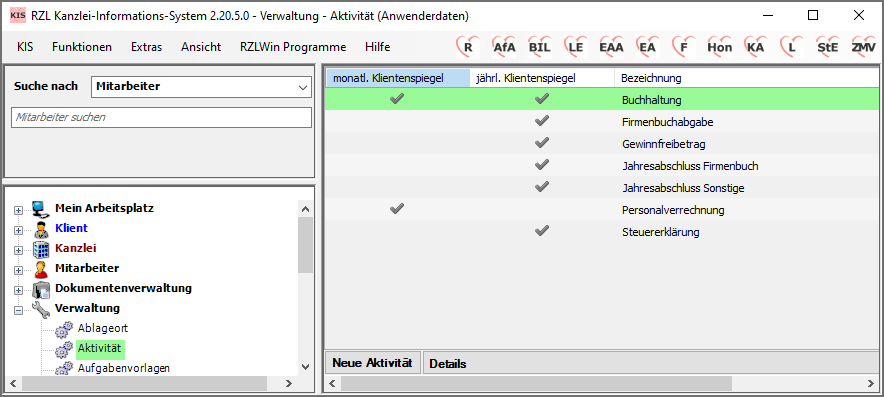 KIS RZL Kanzlei-Informations-System 2.20.5.0 - Verwaltung - Aktivität (Anwenderdaten)
KIS Funktionen Extras Ansicht RZLWin Programme Hilfe R AfA BIL LE EAA EA F Hon KA L StE ZMV
Suche nach Mitarbeiter
Mitarbeiter suchen
Mein Arbeitsplatz
Klient
Kanzlei
Mitarbeiter
Dokumentenverwaltung
Verwaltung
Ablageort
Aktivität
Aufgabenvorlagen
monatl. Klientenspiegel jährl. Klientenspiegel Bezeichnung
Buchhaltung
Firmenbuchabgabe
Gewinnfreibetrag
Jahresabschluss Firmenbuch
Jahresabschluss Sonstige
Personalverrechnung
Steuererklärung
Neue Aktivität Details